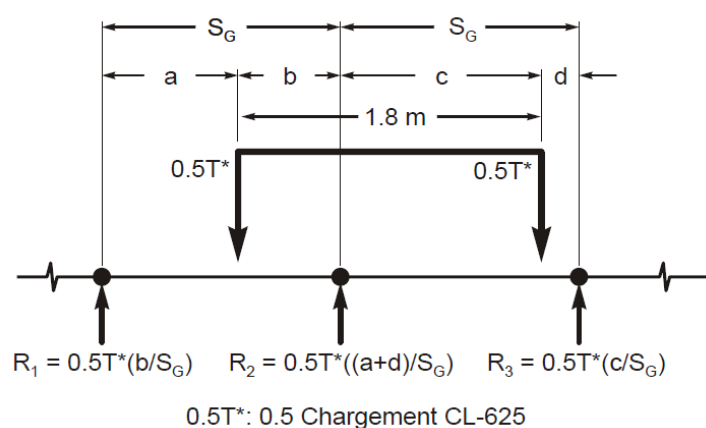 S_G S_G
a b c d
1.8 m
0.5T* 0.5T*
R_1 = 0.5T*(b/S_G) R_2 = 0.5T*((a+d)/S_G) R_3 = 0.5T*(c/S_G)
0.5T*: 0.5 Chargement CL-625